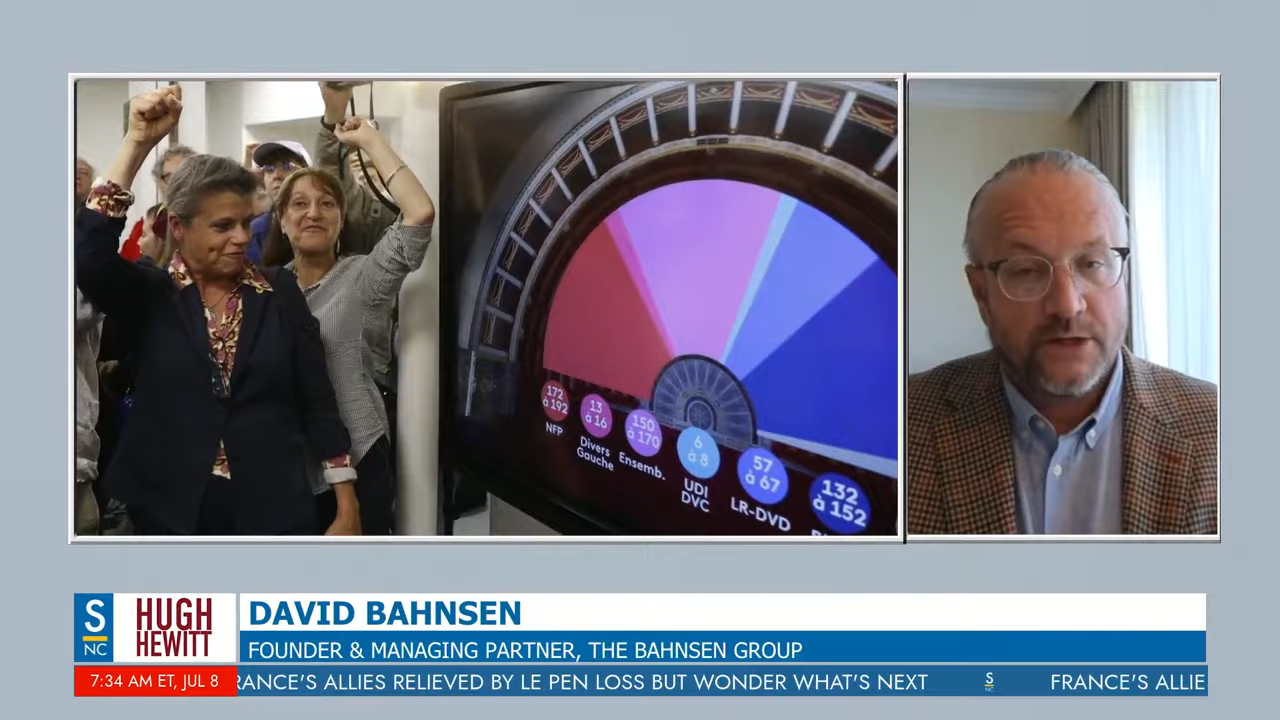 172
à 192
NFP
13
à 16
Divers
Gauche
150
à 170
Ensemb.
6
à 8
UDI
DVC
57
à 67
LR-DVD
132
à 152
S
NC
HUGH
HEWITT
DAVID BAHNSEN
FOUNDER & MANAGING PARTNER, THE BAHNSEN GROUP
7:34 AM ET, JUL 8
RANCE'S ALLIES RELIEVED BY LE PEN LOSS BUT WONDER WHAT'S NEXT
S
NC
FRANCE'S ALLIE